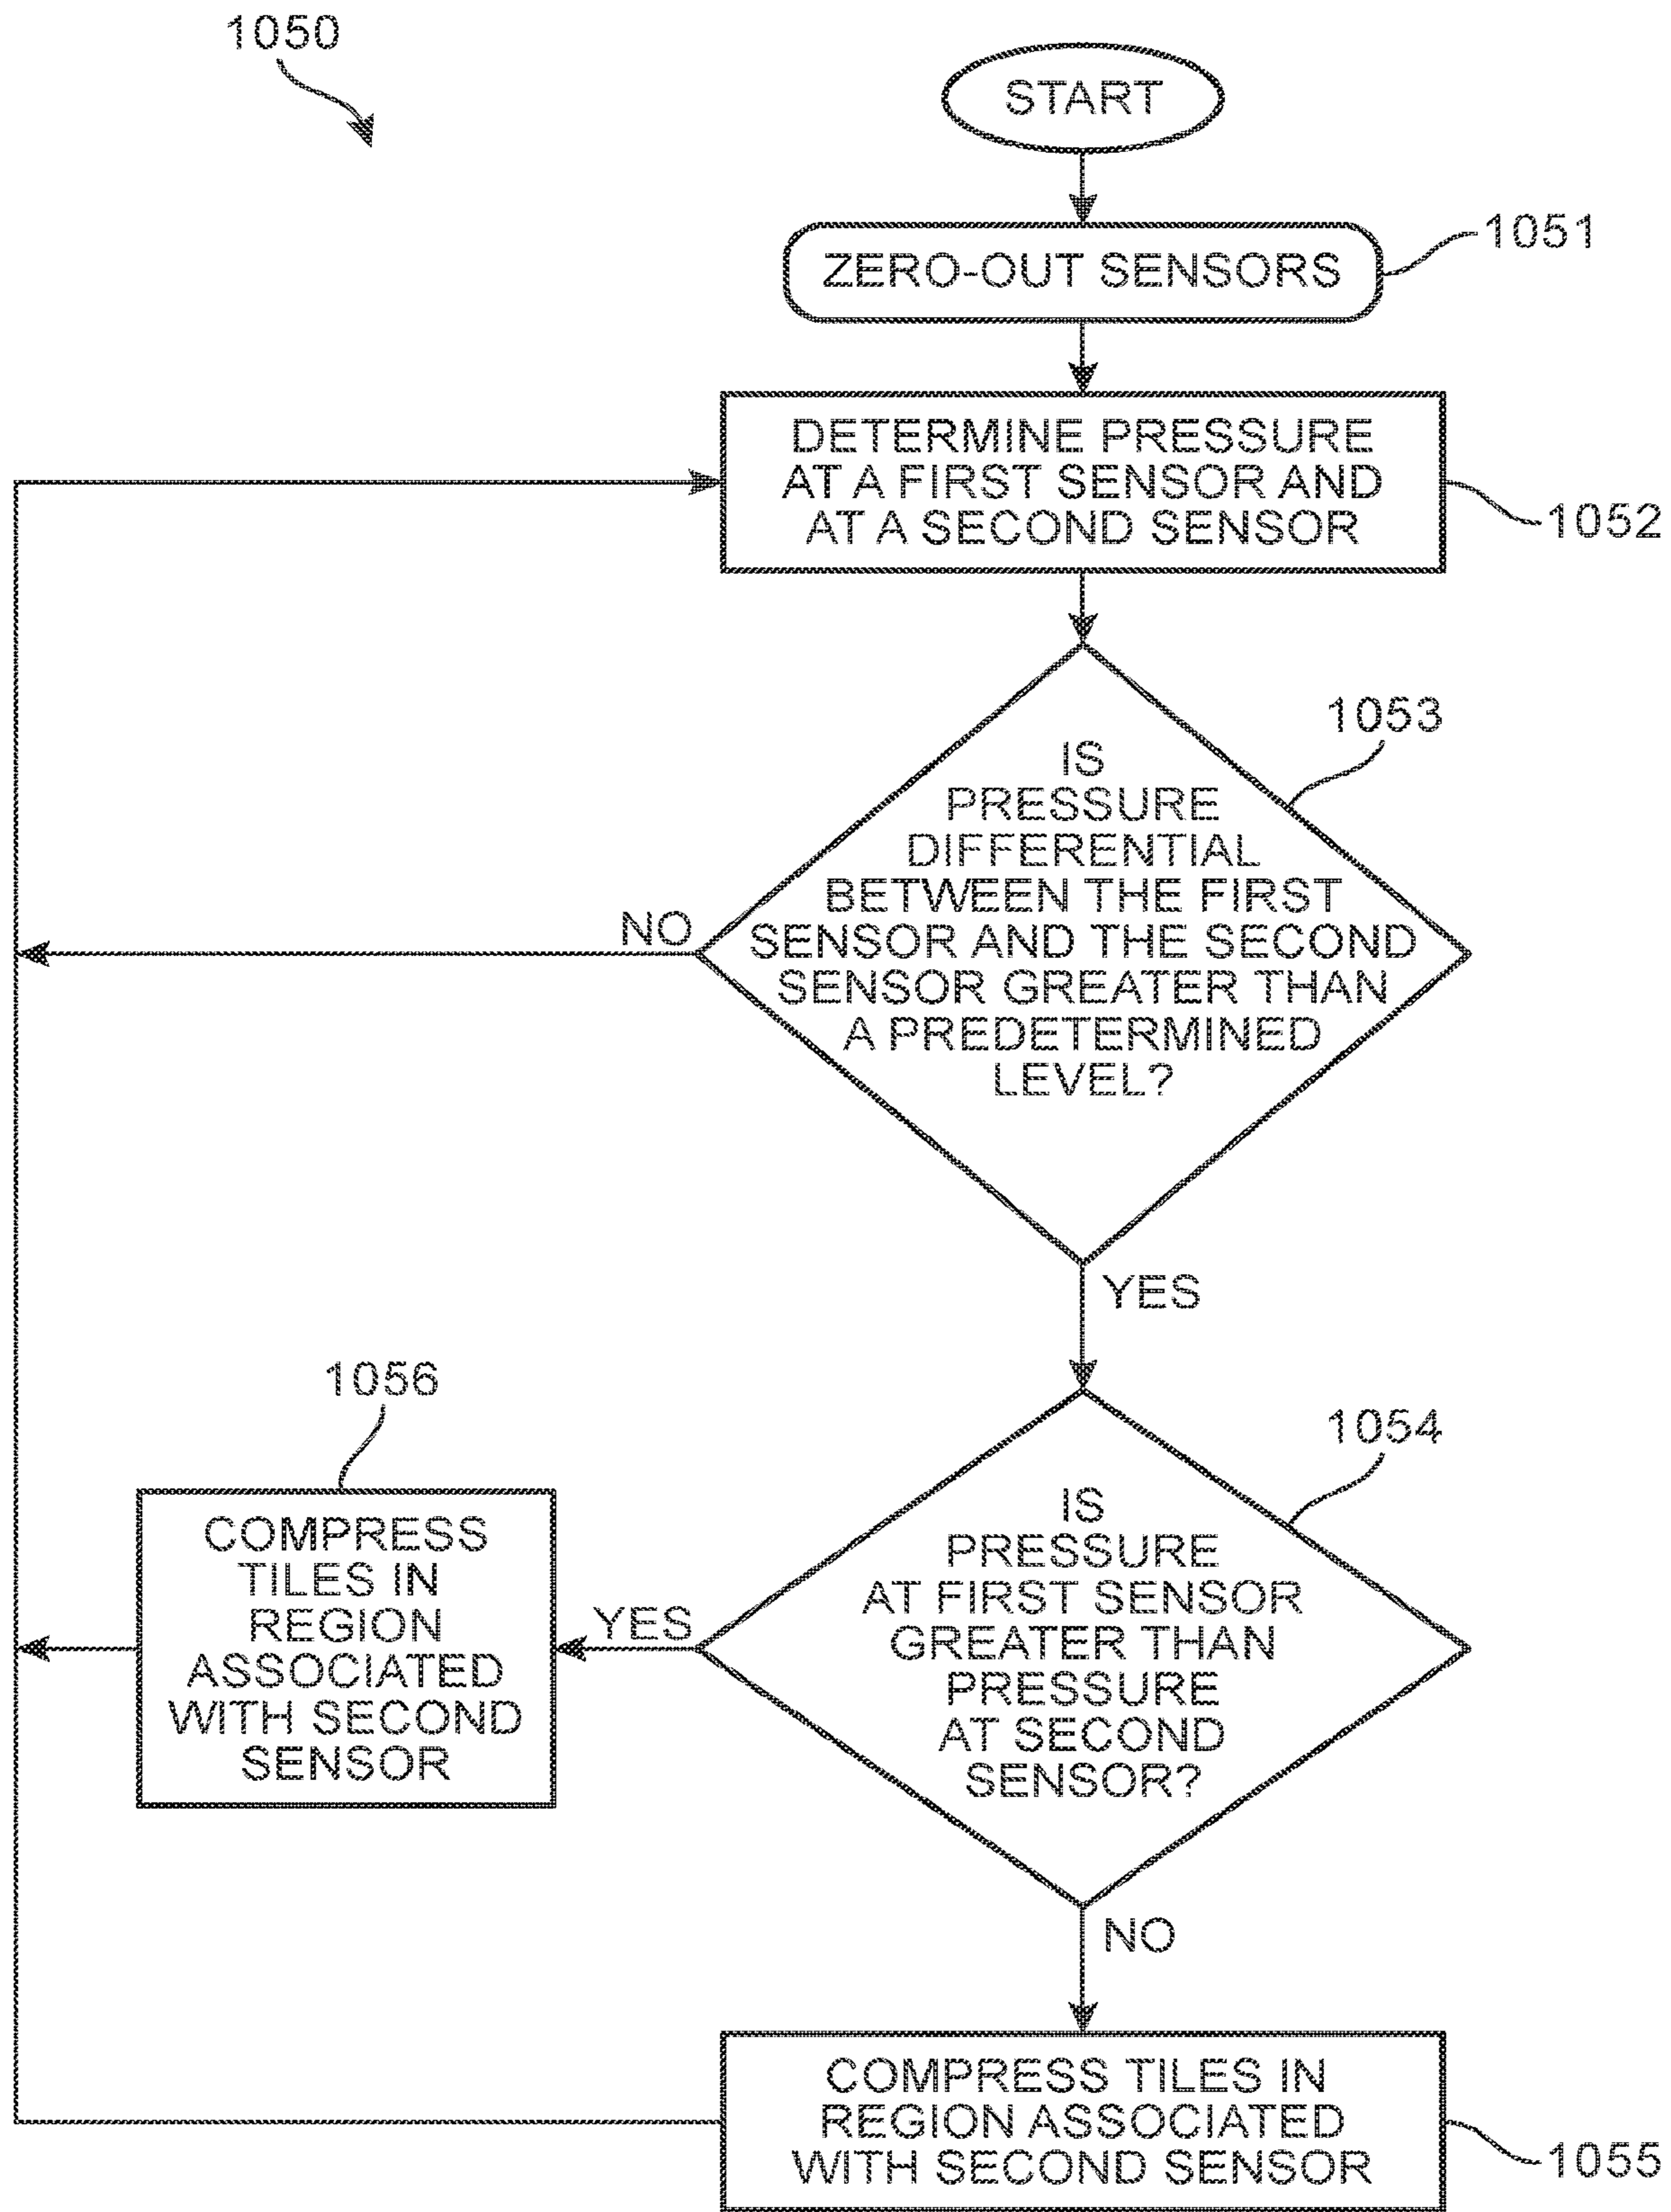 1050
START
ZERO-OUT SENSORS
1051
DETERMINE PRESSURE
AT A FIRST SENSOR AND
AT A SECOND SENSOR
1052
1053
IS
PRESSURE
DIFFERENTIAL
BETWEEN THE FIRST
SENSOR AND THE SECOND
SENSOR GREATER THAN
A PREDETERMINED
LEVEL?
NO
YES
1054
IS
PRESSURE
AT FIRST SENSOR
GREATER THAN
PRESSURE
AT SECOND
SENSOR?
YES
1056
COMPRESS
TILES IN
REGION
ASSOCIATED
WITH SECOND
SENSOR
NO
COMPRESS TILES IN
REGION ASSOCIATED
WITH SECOND SENSOR
1055